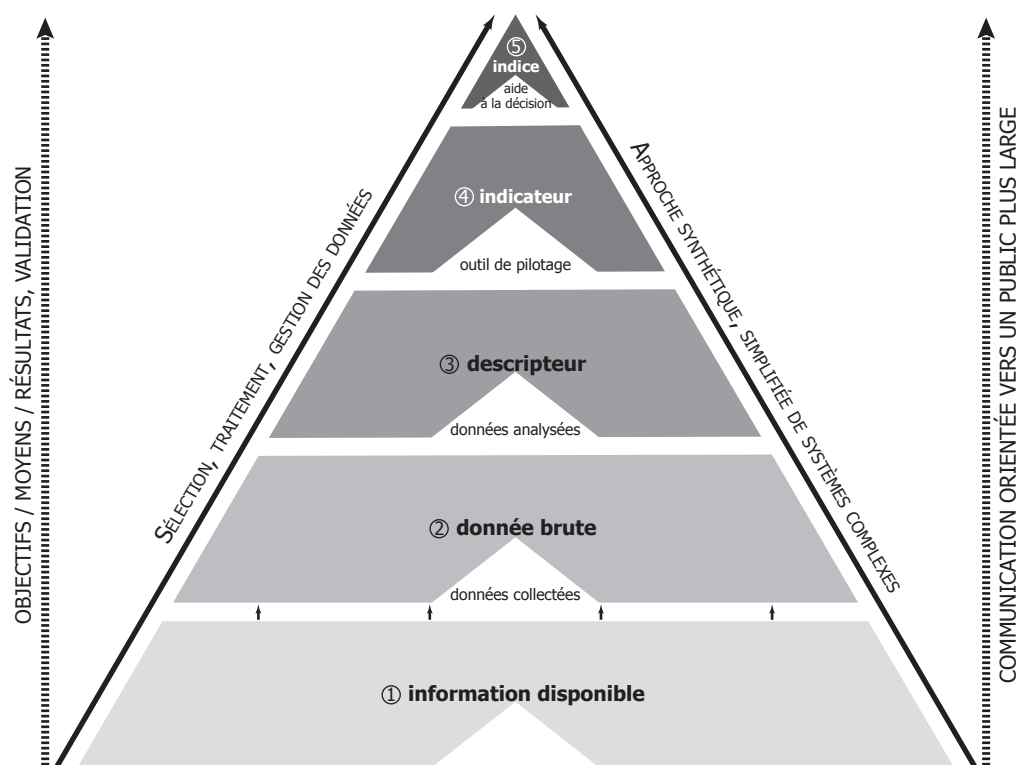 ⑤
indice
aide
à la décision
④ indicateur
outil de pilotage
③ descripteur
données analysées
② donnée brute
données collectées
① information disponible
OBJECTIFS / MOYENS / RÉSULTATS, VALIDATION
SÉLECTION, TRAITEMENT, GESTION DES DONNÉES
APPROCHE SYNTHÉTIQUE, SIMPLIFIÉE DE SYSTÈMES COMPLEXES
COMMUNICATION ORIENTÉE VERS UN PUBLIC PLUS LARGE